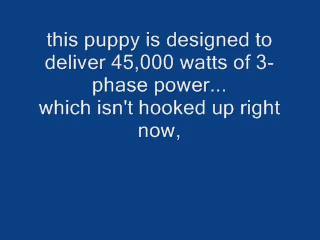 this puppy is designed to
deliver 45,000 watts of 3-
phase power...
which isn't hooked up right
now,